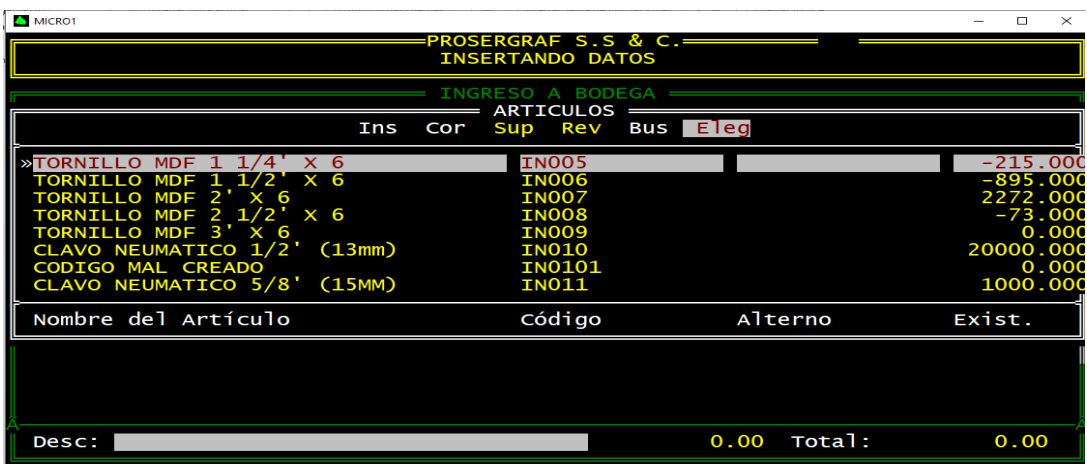 MICRO1
PROSERGRAF S.S & C.
INSERTANDO DATOS
INGRESO A BODEGA
ARTICULOS
Ins Cor Sup Rev Bus Eleg
»TORNILLO MDF 1 1/4' X 6 IN005 -215.000
TORNILLO MDF 1 1/2' X 6 IN006 -895.000
TORNILLO MDF 2' X 6 IN007 2272.000
TORNILLO MDF 2 1/2' X 6 IN008 -73.000
TORNILLO MDF 3' X 6 IN009 0.000
CLAVO NEUMATICO 1/2' (13mm) IN010 20000.000
CODIGO MAL CREADO IN0101 0.000
CLAVO NEUMATICO 5/8' (15MM) IN011 1000.000
Nombre del Artículo Código Alterno Exist.
Desc: 0.00 Total: 0.00